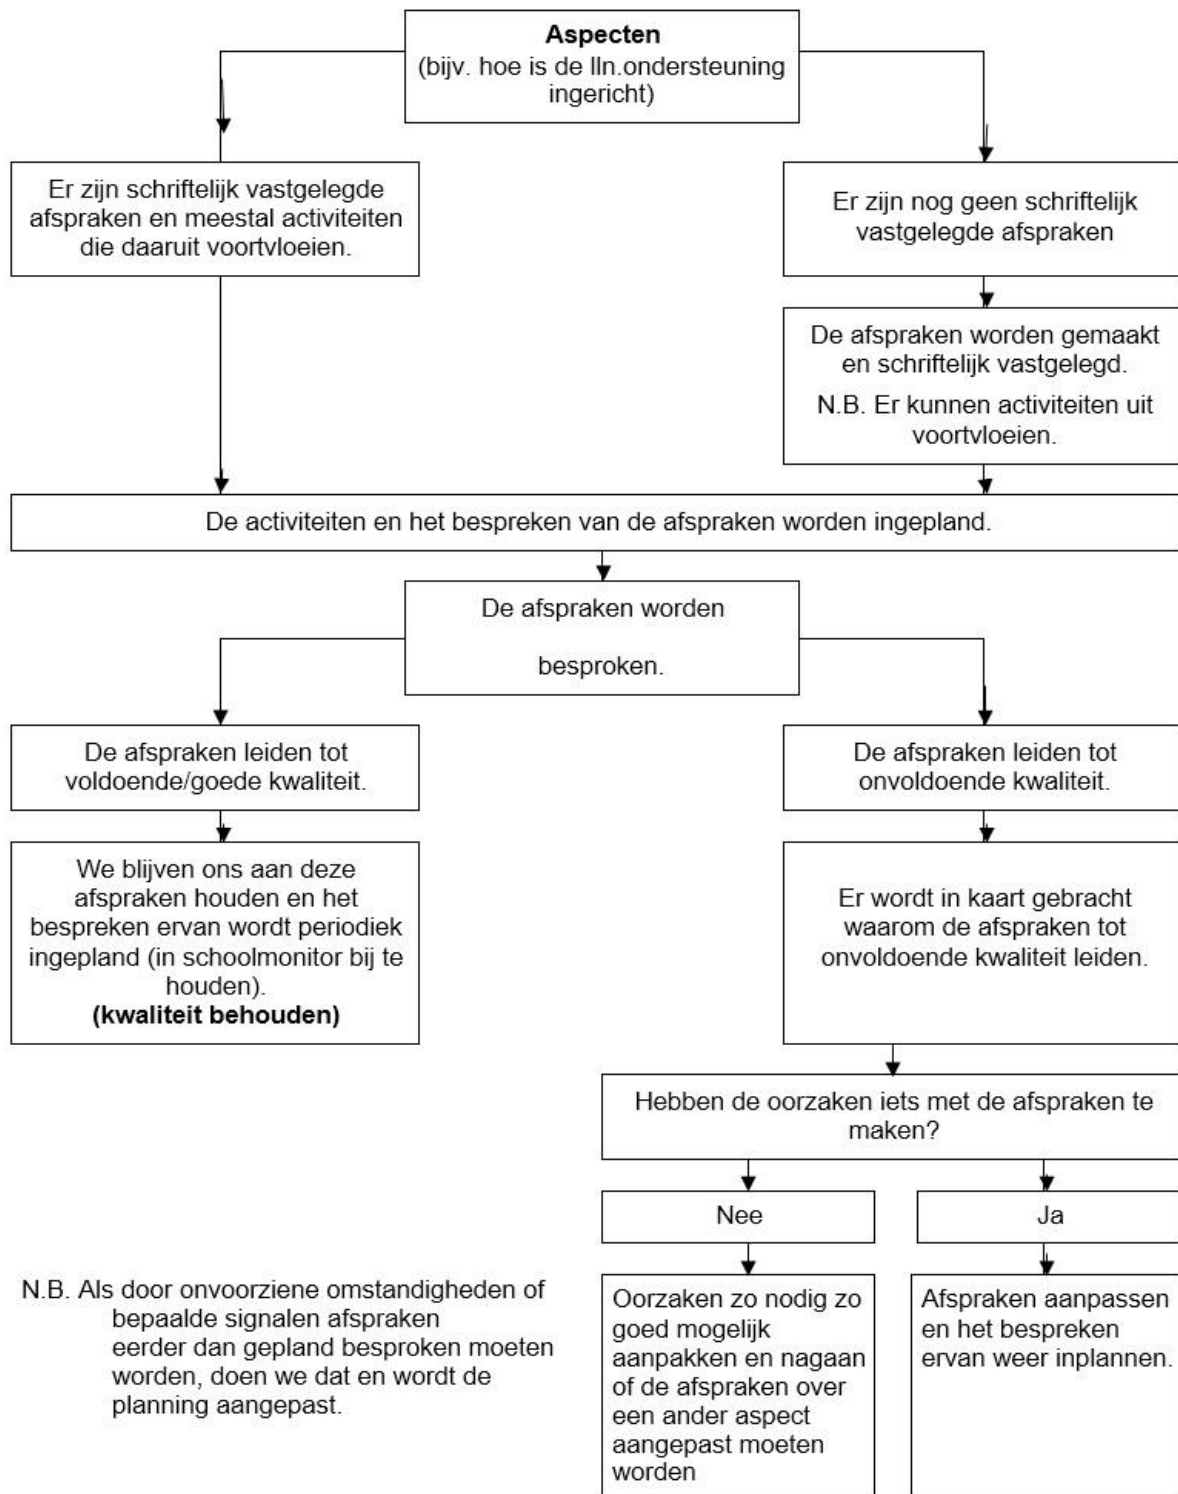 Aspecten
(bijv. hoe is de lln.ondersteuning
ingericht)
Er zijn schriftelijk vastgelegde
afspraken en meestal activiteiten
die daaruit voortvloeien.
Er zijn nog geen schriftelijk
vastgelegde afspraken
De afspraken worden gemaakt
en schriftelijk vastgelegd.
N.B. Er kunnen activiteiten uit
voortvloeien.
De activiteiten en het bespreken van de afspraken worden ingepland.
De afspraken worden
besproken.
De afspraken leiden tot
voldoende/goede kwaliteit.
De afspraken leiden tot
onvoldoende kwaliteit.
We blijven ons aan deze
afspraken houden en het
bespreken ervan wordt periodiek
ingepland (in schoolmonitor bij te
houden).
(kwaliteit behouden)
Er wordt in kaart gebracht
waarom de afspraken tot
onvoldoende kwaliteit leiden.
Hebben de oorzaken iets met de afspraken te
maken?
Nee
Ja
Oorzaken zo nodig zo
goed mogelijk
aanpakken en nagaan
of de afspraken over
een ander aspect
aangepast moeten
worden
Afspraken aanpassen
en het bespreken
ervan weer inplannen.
N.B. Als door onvoorziene omstandigheden of
bepaalde signalen afspraken
eerder dan gepland besproken moeten
worden, doen we dat en wordt de
planning aangepast.